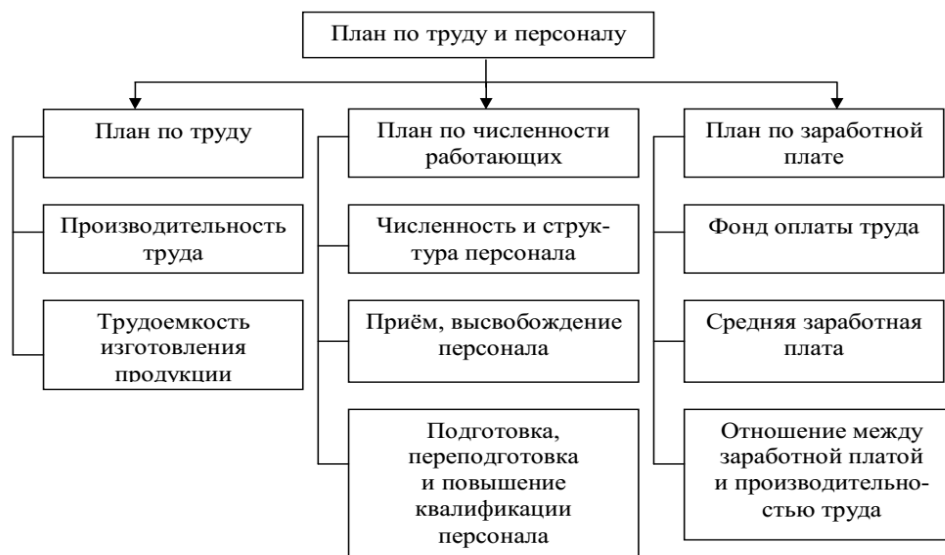 План по труду и персоналу
План по труду
Производительность
труда
Трудоемкость
изготовления
продукции
План по численности
работающих
Численность и струк-
тура персонала
Приём, высвобождение
персонала
Подготовка,
переподготовка
и повышение
квалификации
персонала
План по заработной
плате
Фонд оплаты труда
Средняя заработная
плата
Отношение между
заработной платой
и производительно-
стью труда